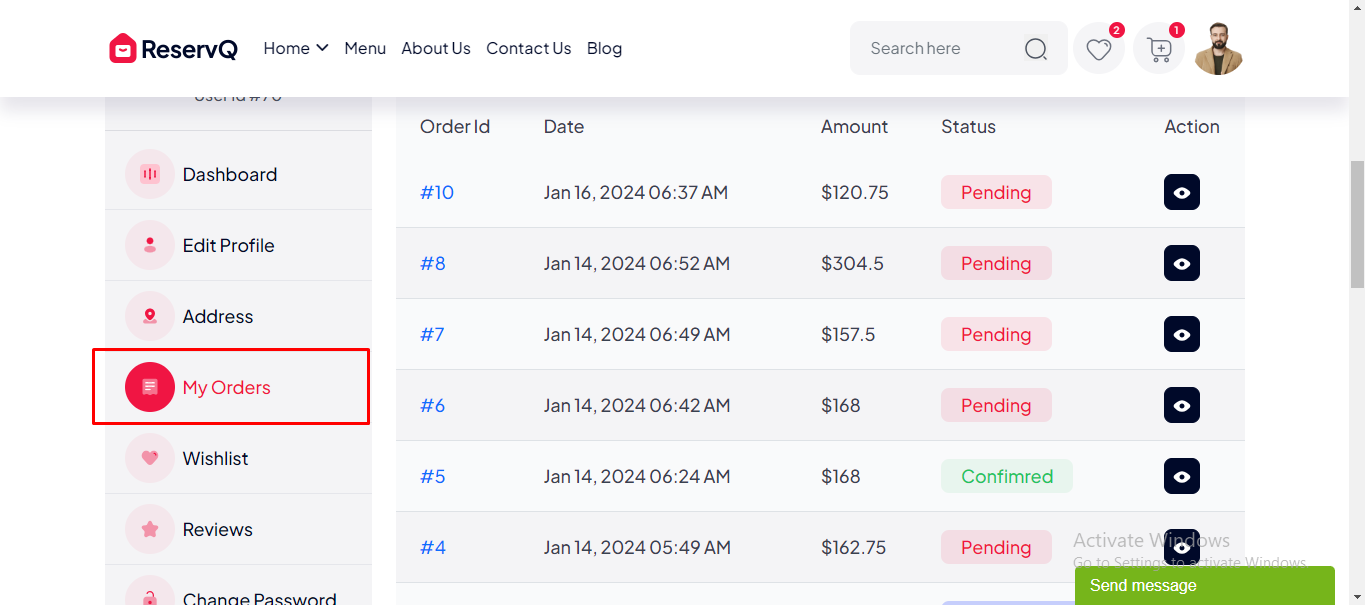 ReservQ Home Menu About Us Contact Us Blog Search here 2 1
User Id #70
Order Id Date Amount Status Action
Dashboard
#10 Jan 16, 2024 06:37 AM $120.75 Pending
Edit Profile
#8 Jan 14, 2024 06:52 AM $304.5 Pending
Address
#7 Jan 14, 2024 06:49 AM $157.5 Pending
My Orders
#6 Jan 14, 2024 06:42 AM $168 Pending
Wishlist
#5 Jan 14, 2024 06:24 AM $168 Confimred
Reviews
#4 Jan 14, 2024 05:49 AM $162.75 Pending
Activate Windows
Go to Settings to activate Windows.
Send message
Change Password